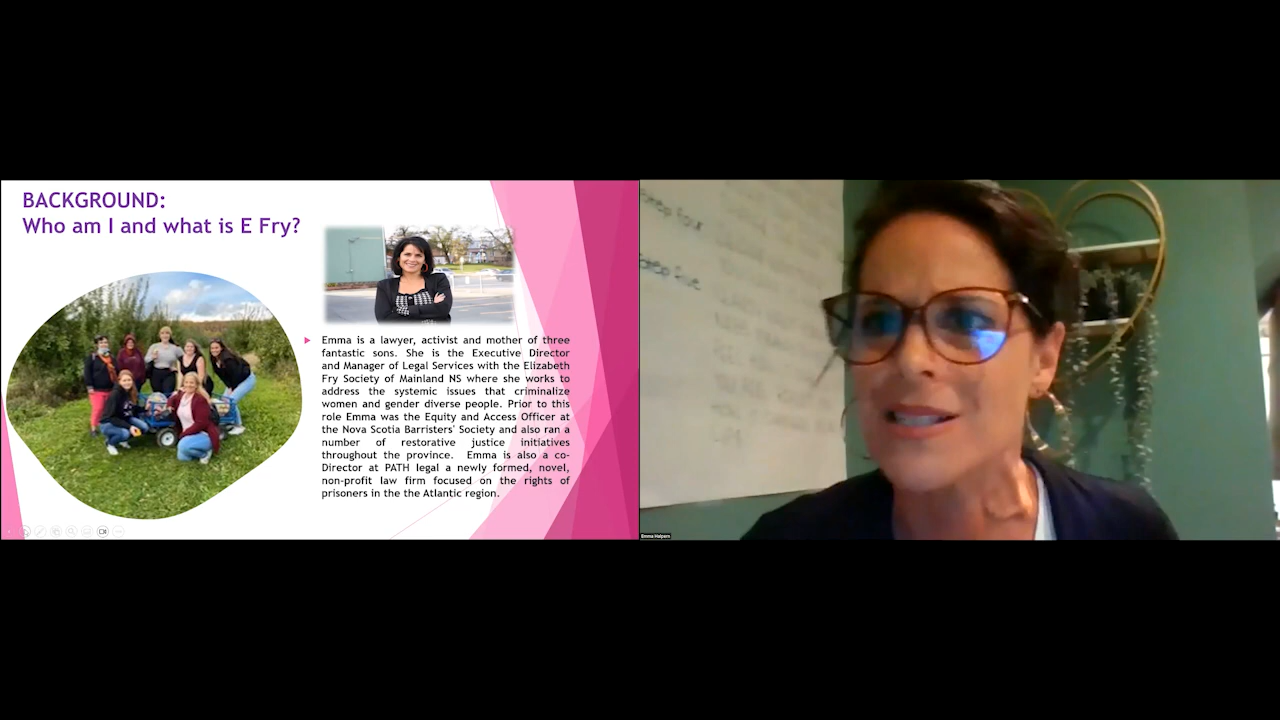 BACKGROUND:
Who am I and what is E Fry?
Emma is a lawyer, activist and mother of three
fantastic sons. She is the Executive Director
and Manager of Legal Services with the Elizabeth
Fry Society of Mainland NS where she works to
address the systemic issues that criminalize
women and gender diverse people. Prior to this
role Emma was the Equity and Access Officer at
the Nova Scotia Barristers' Society and also ran a
number of restorative justice initiatives
throughout the province. Emma is also a co-
Director at PATH legal a newly formed, novel,
non-profit law firm focused on the rights of
prisoners in the the Atlantic region.
Emma Halpern